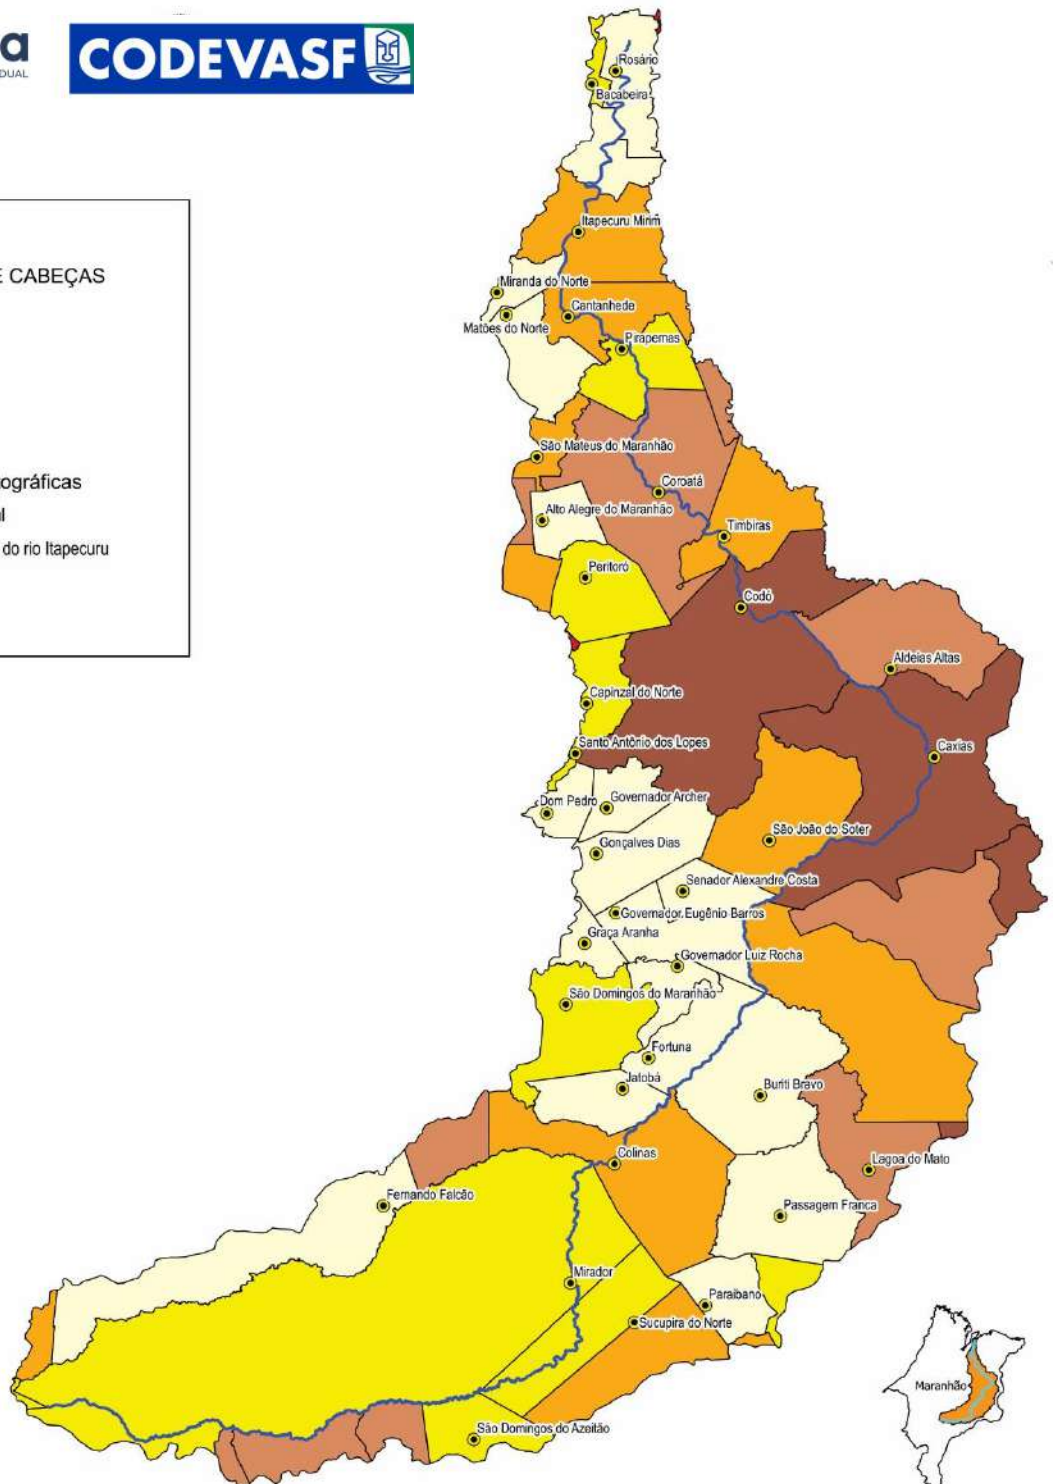 a
DUAL
CODEVASF
E CABEÇAS
ográficas
l
do rio Itapecuru
Rosário
Bacabeira
Itapecuru Mirim
Miranda do Norte
Cantanhede
Matões do Norte
Pirapemas
São Mateus do Maranhão
Coroatá
Alto Alegre do Maranhão
Timbiras
Peritoró
Codó
Aldeias Altas
Capinzal do Norte
Santo Antônio dos Lopes
Caxias
Dom Pedro
Governador Archer
São João do Soter
Gonçalves Dias
Senador Alexandre Costa
Governador Eugênio Barros
Graça Aranha
Governador Luiz Rocha
São Domingos do Maranhão
Fortuna
Jatobá
Buriti Bravo
Colinas
Lagoa do Mato
Fernando Falcão
Passagem Franca
Mirador
Paraibano
Sucupira do Norte
Maranhão
São Domingos do Azeitão